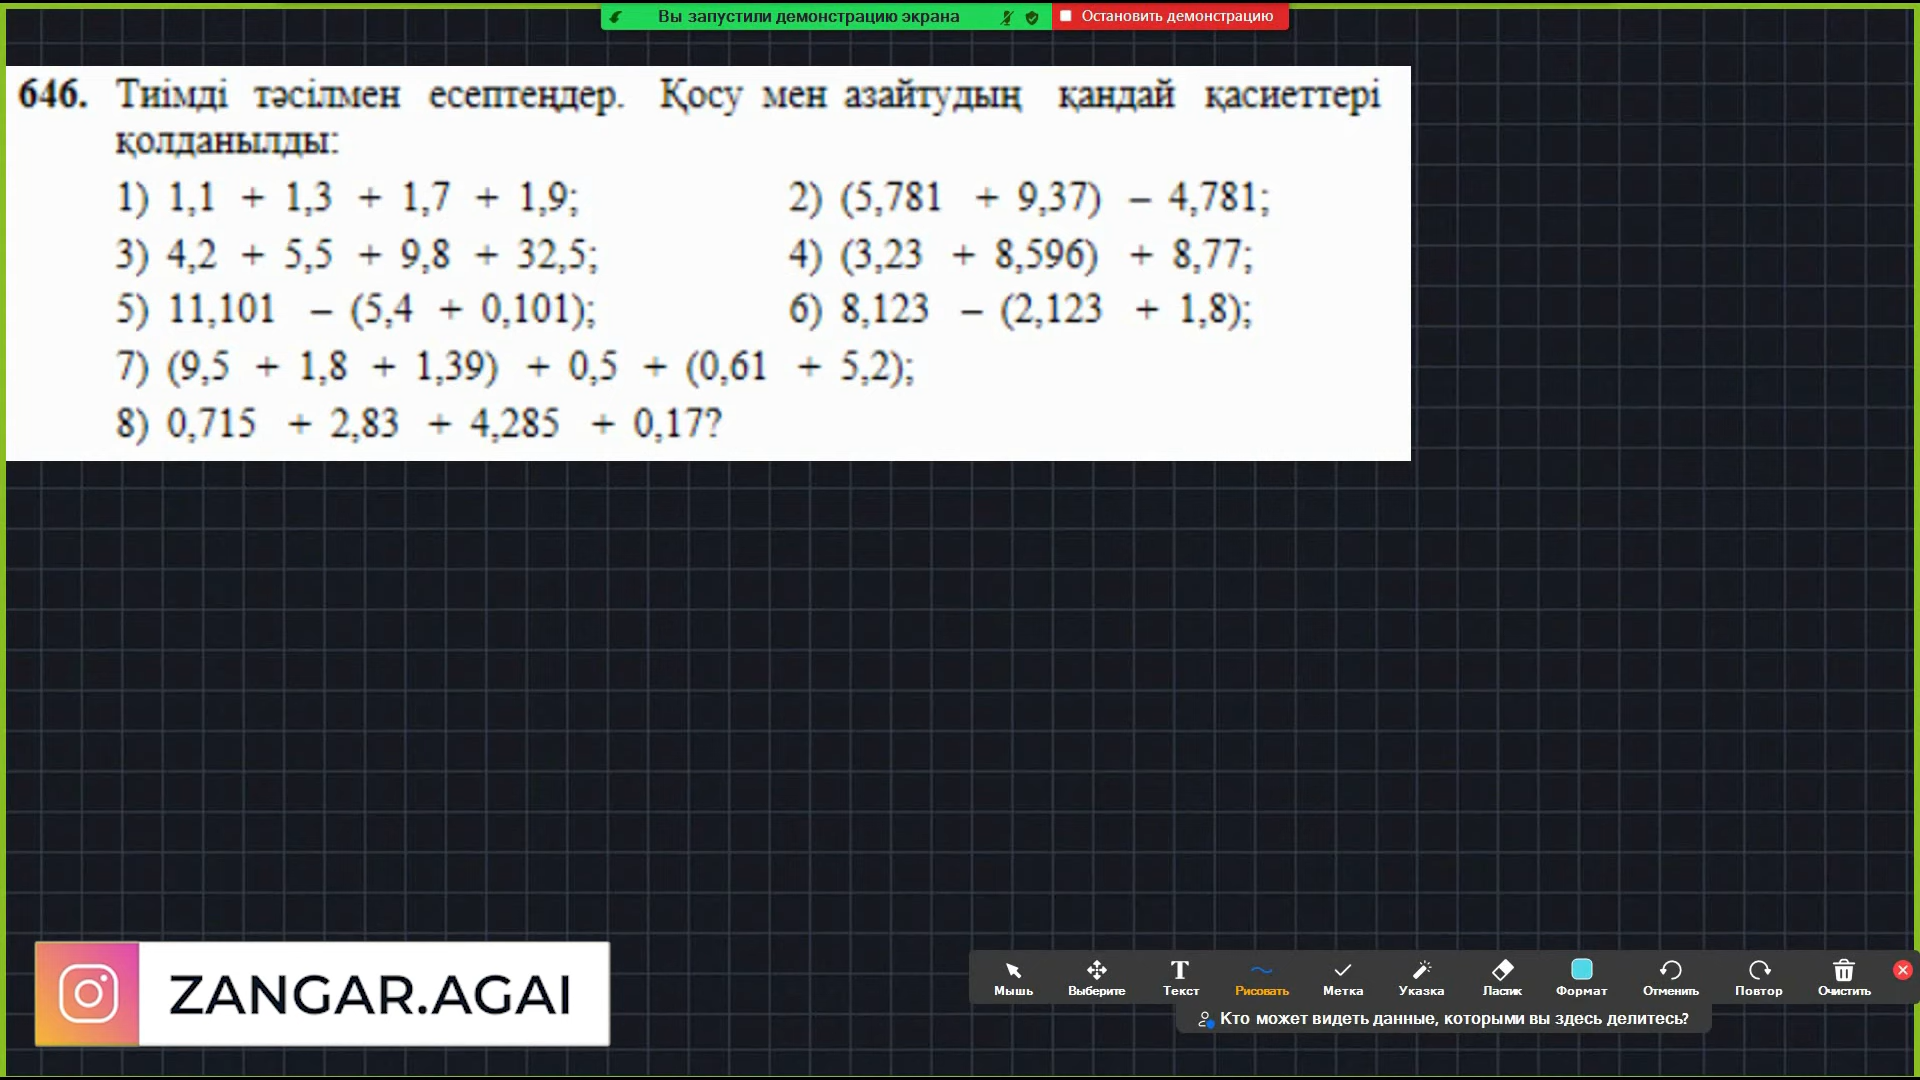 Вы запустили демонстрацию экрана Остановить демонстрацию
646. Тиімді тәсілмен есептеңдер. Қосу мен азайтудың қандай қасиеттері
қолданылды:
1) 1,1 + 1,3 + 1,7 + 1,9; 2) (5,781 + 9,37) – 4,781;
3) 4,2 + 5,5 + 9,8 + 32,5; 4) (3,23 + 8,596) + 8,77;
5) 11,101 – (5,4 + 0,101); 6) 8,123 – (2,123 + 1,8);
7) (9,5 + 1,8 + 1,39) + 0,5 + (0,61 + 5,2);
8) 0,715 + 2,83 + 4,285 + 0,17?
ZANGAR.AGAI
Мышь Выберите Текст Рисовать Метка Указка Ластик Формат Отменить Повтор Очистить
Кто может видеть данные, которыми вы здесь делитесь?